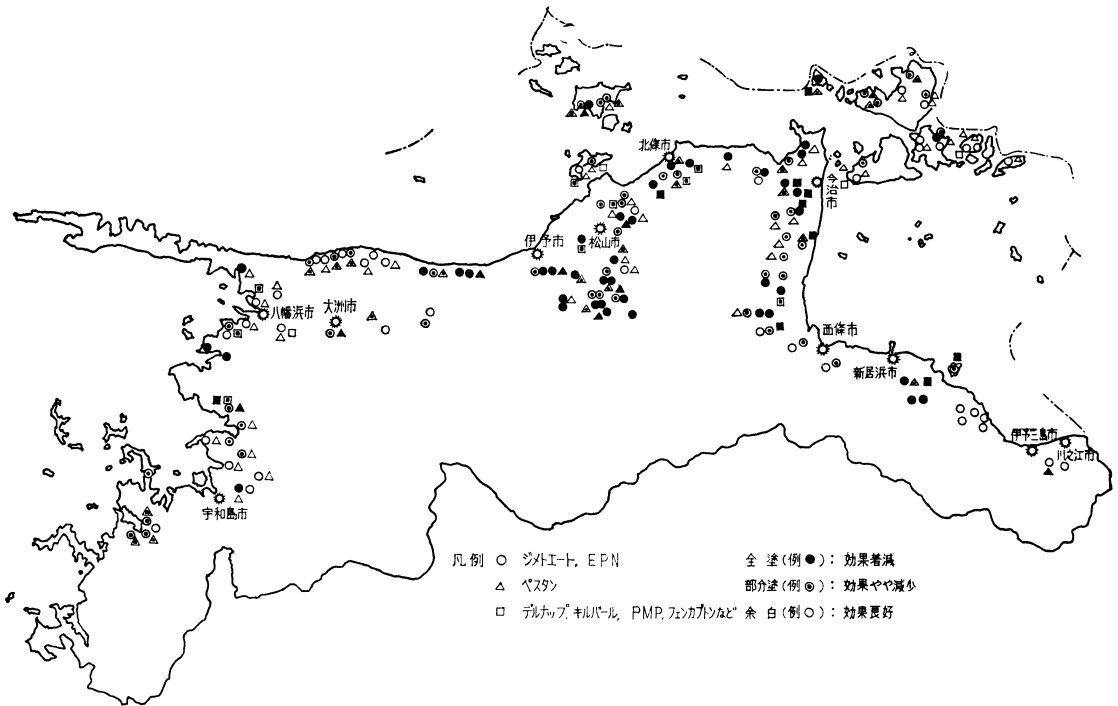 北條市
今治市
伊予市
松山市
八幡浜市
大洲市
西條市
新居浜市
伊予三島市
川之江市
宇和島市
凡例 ○ ジメトエート, EPN
△ ペスタン
□ デルナップ, キルバール, PMP, フェンカプトンなど
全塗(例●): 効果著減
部分塗(例◉): 効果やや減少
余白(例○): 効果良好